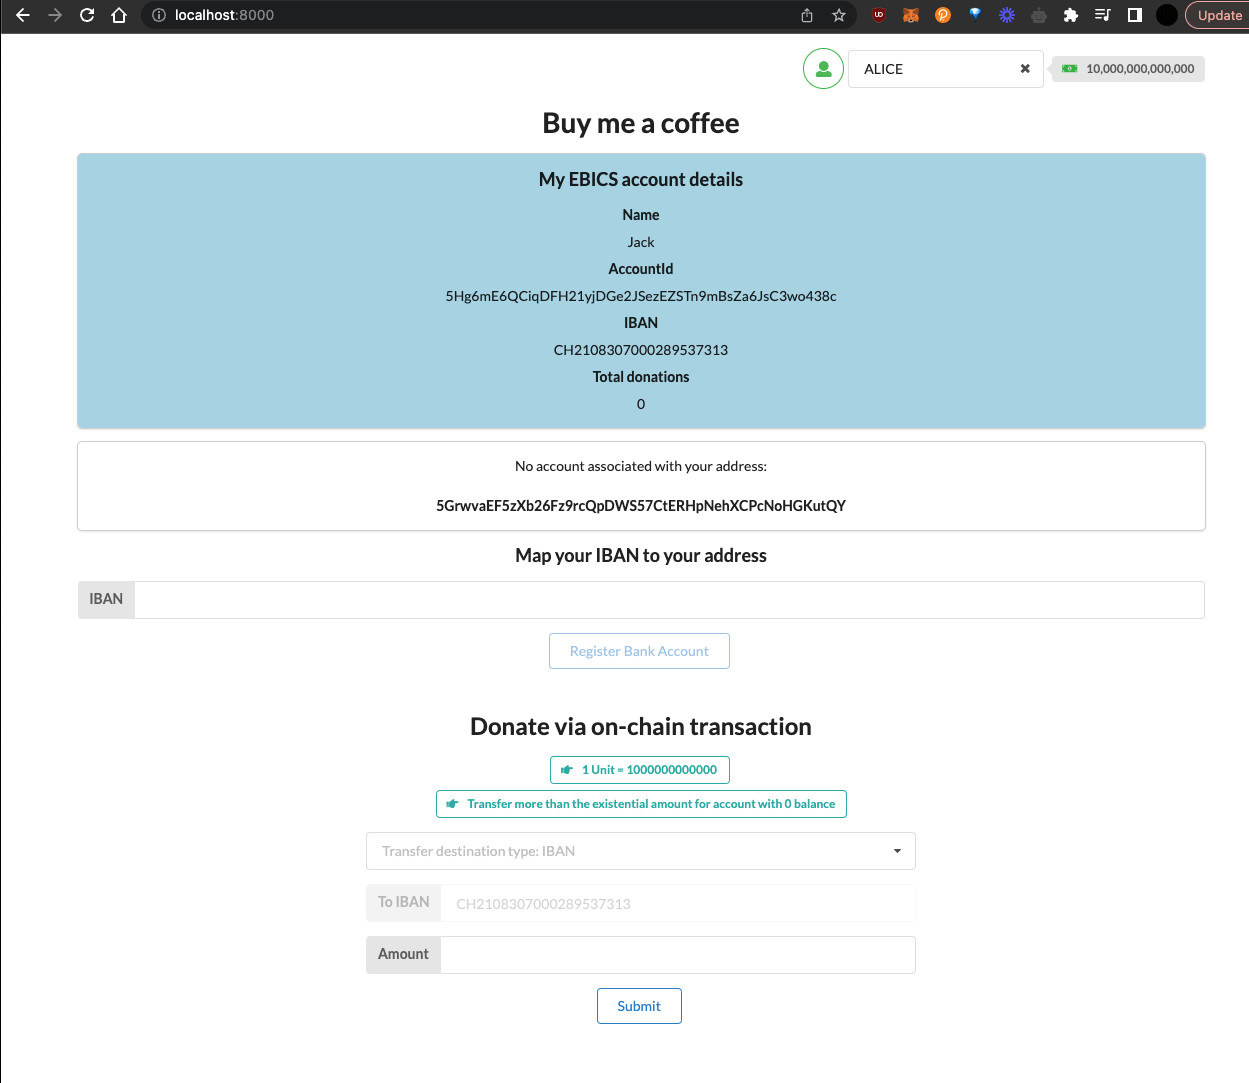 localhost:8000
Update
ALICE
10,000,000,000,000
Buy me a coffee
My EBICS account details
Name
Jack
AccountId
5Hg6mE6QCiqDFH21yjDGe2JSezEZSTn9mBsZa6JsC3wo438c
IBAN
CH2108307000289537313
Total donations
0
No account associated with your address:
5GrwvaEF5zXb26Fz9rcQpDWS57CtERHpNehXCPcNoHGKutQY
Map your IBAN to your address
IBAN
Register Bank Account
Donate via on-chain transaction
1 Unit = 1000000000000
Transfer more than the existential amount for account with 0 balance
Transfer destination type: IBAN
To IBAN CH2108307000289537313
Amount
Submit